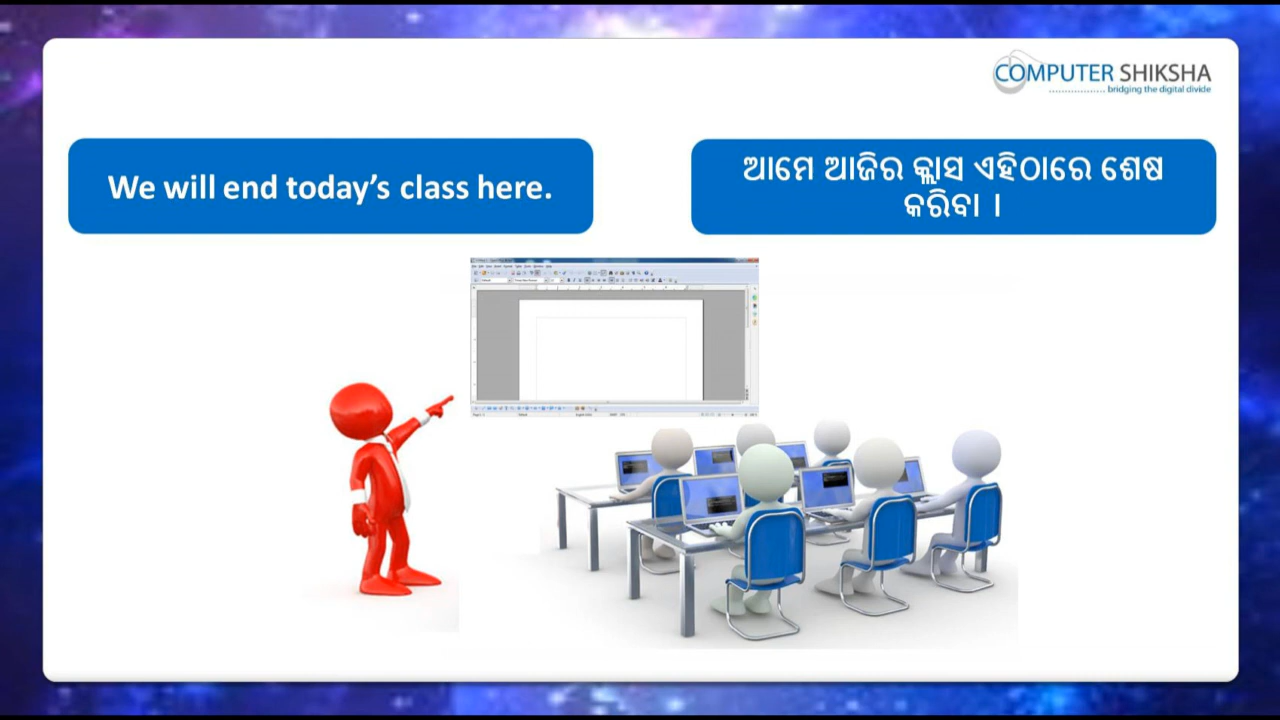 COMPUTER SHIKSHA
bridging the digital divide
We will end today's class here.
ଆମେ ଆଜିର କ୍ଲାସ ଏହିଠାରେ ଶେଷ
କରିବା ।